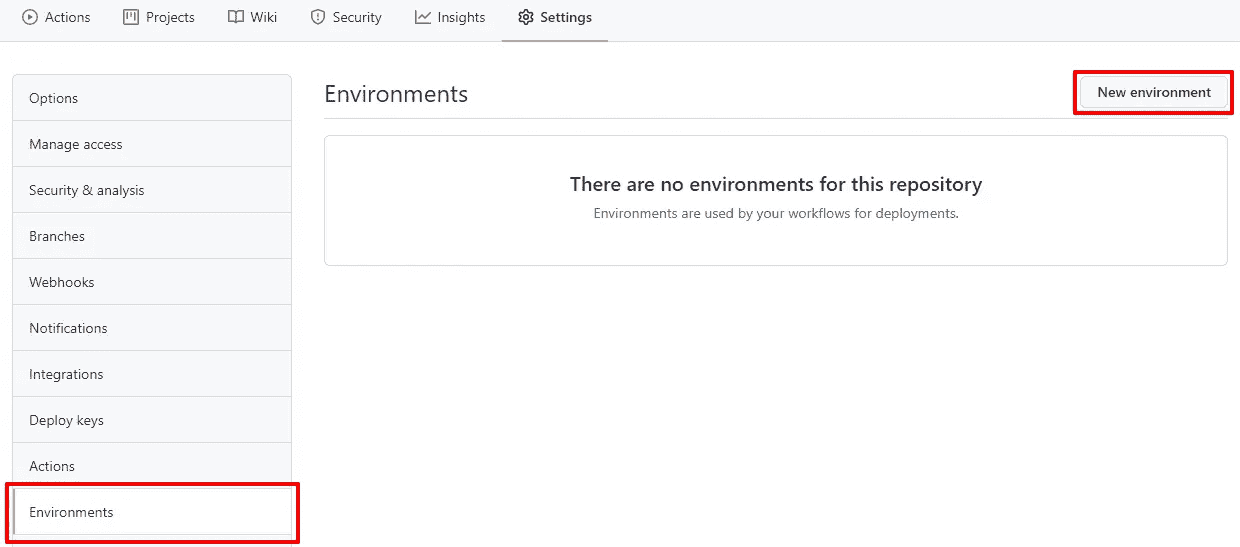 Actions Projects Wiki Security Insights Settings
Options
Manage access
Security & analysis
Branches
Webhooks
Notifications
Integrations
Deploy keys
Actions
Environments
Environments New environment
There are no environments for this repository
Environments are used by your workflows for deployments.